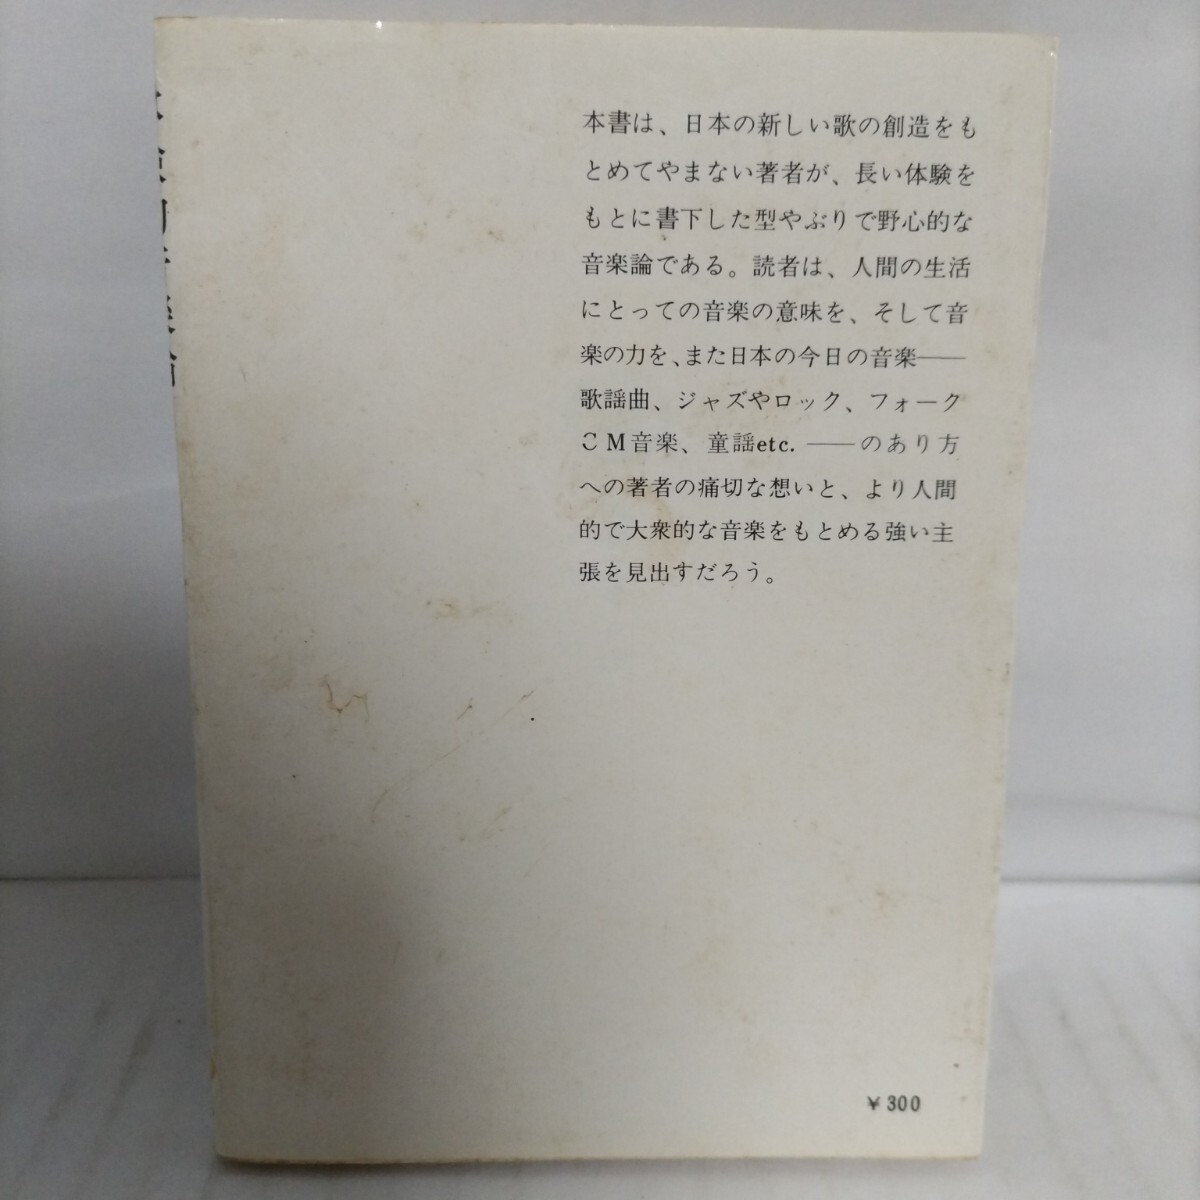 本書は、日本の新しい歌の創造をも
とめてやまない著者が、長い体験を
もとに書下した型やぶりで野心的な
音楽論である。読者は、人間の生活
にとっての音楽の意味を、そして音
楽の力を、また日本の今日の音楽――
歌謡曲、ジャズやロック、フォーク
CM音楽、童謡etc. ――のあり方
への著者の痛切な想いと、より人間
的で大衆的な音楽をもとめる強い主
張を見出すだろう。
¥300